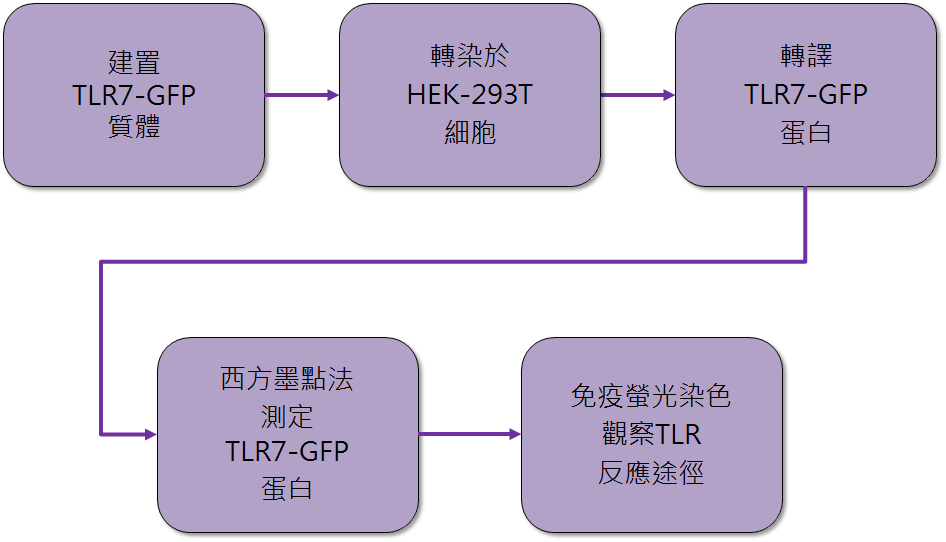 建置
TLR7-GFP
質體
轉染於
HEK-293T
細胞
轉譯
TLR7-GFP
蛋白
西方墨點法
測定
TLR7-GFP
蛋白
免疫螢光染色
觀察TLR
反應途徑